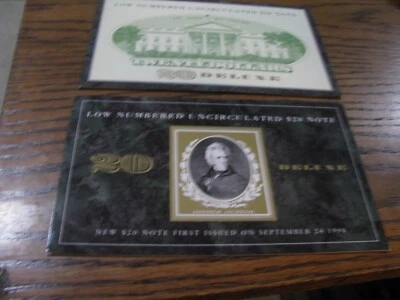 LOW NUMBERED UNCIRCULATED $20 NOTE
TWENTY DOLLARS
20 DELUXE
LOW NUMBERED UNCIRCULATED $20 NOTE
20 DELUXE
NEW $20 NOTE FIRST ISSUED ON SEPTEMBER 24 1998